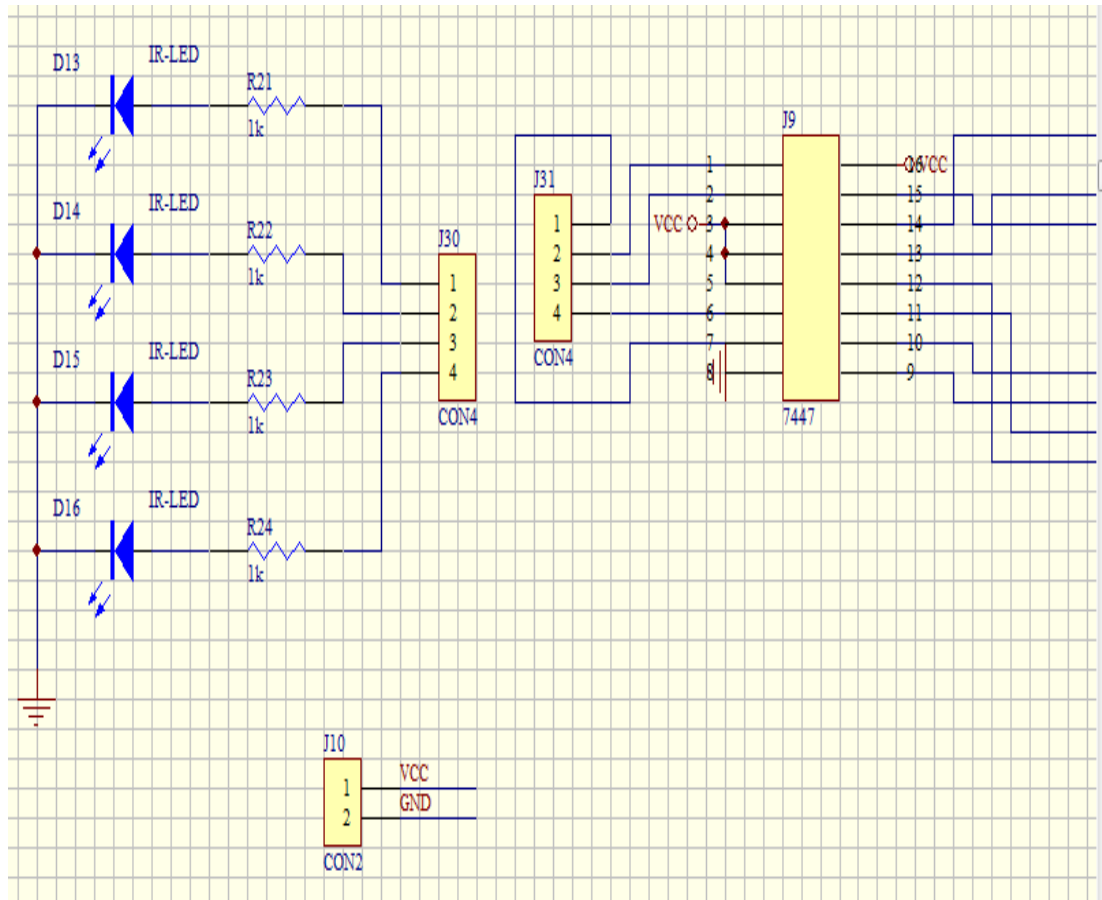 D13
IR-LED
R21
1k
D14
IR-LED
R22
1k
D15
IR-LED
R23
1k
D16
IR-LED
R24
1k
J30
1
2
3
4
CON4
J31
1
2
3
4
CON4
J9
1
2
VCC 3
4
5
6
7
8
16 VCC
15
14
13
12
11
10
9
7447
J10
1 VCC
2 GND
CON2